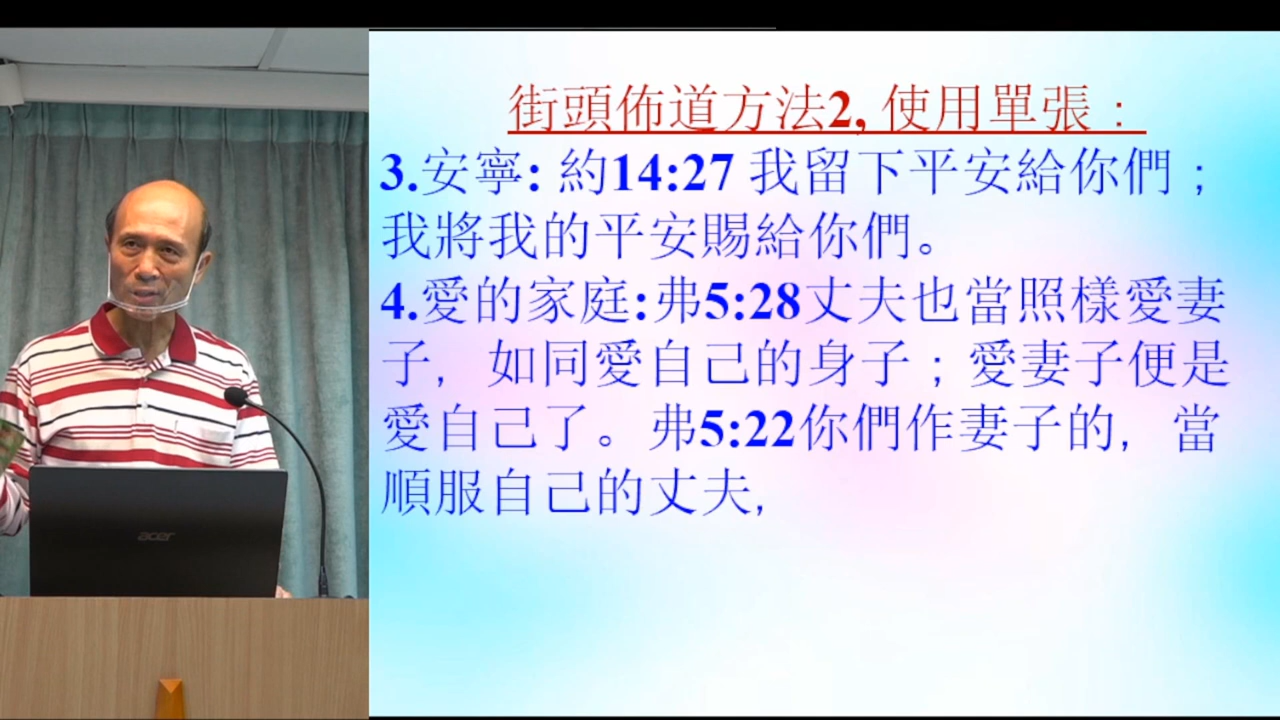 街頭佈道方法2, 使用單張：
3.安寧: 約14:27 我留下平安給你們；
我將我的平安賜給你們。
4.愛的家庭:弗5:28丈夫也當照樣愛妻
子, 如同愛自己的身子；愛妻子便是
愛自己了。弗5:22你們作妻子的, 當
順服自己的丈夫,
acer